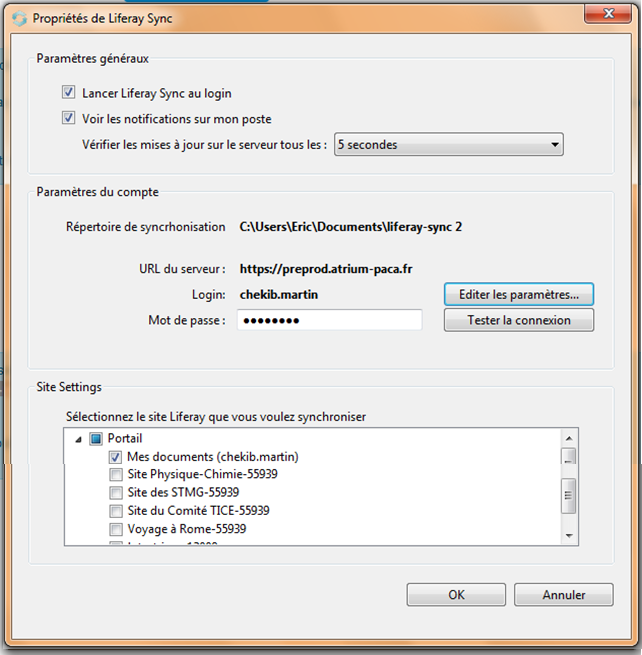 Propriétés de Liferay Sync
Paramètres généraux
Lancer Liferay Sync au login
Voir les notifications sur mon poste
Vérifier les mises à jour sur le serveur tous les : 5 secondes
Paramètres du compte
Répertoire de syncrhonisation C:\Users\Eric\Documents\liferay-sync 2
URL du serveur : https://preprod.atrium-paca.fr
Login: chekib.martin Editer les paramètres...
Mot de passe : ●●●●●●●● Tester la connexion
Site Settings
Sélectionnez le site Liferay que vous voulez synchroniser
Portail
Mes documents (chekib.martin)
Site Physique-Chimie-55939
Site des STMG-55939
Site du Comité TICE-55939
Voyage à Rome-55939
OK Annuler